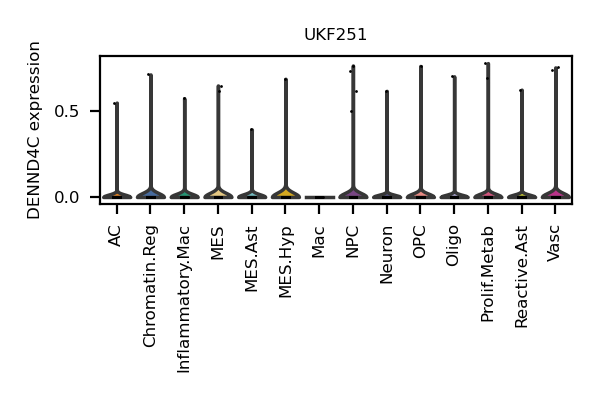 UKF251
DENND4C expression
0.5
0.0
AC
Chromatin.Reg
Inflammatory.Mac
MES
MES.Ast
MES.Hyp
Mac
NPC
Neuron
OPC
Oligo
Prolif.Metab
Reactive.Ast
Vasc